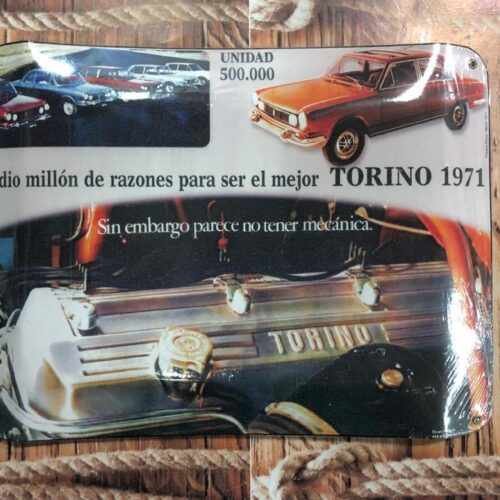 UNIDAD
500.000
dio millón de razones para ser el mejor TORINO 1971
Sin embargo parece no tener mecánica.
TORINO